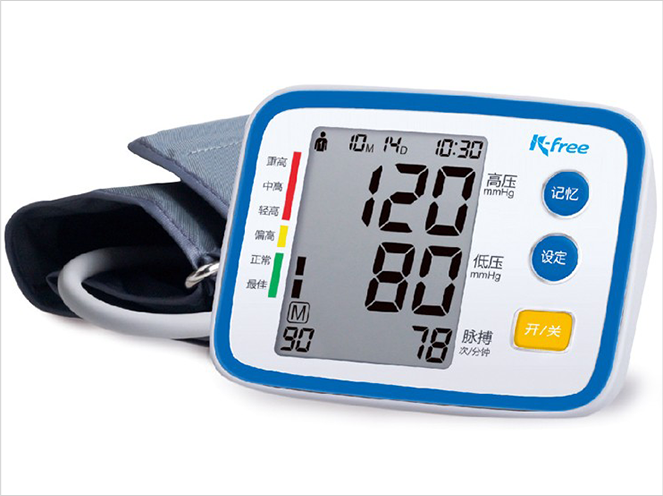 10M 14D 10:30
K-free
重高
中高
轻高
偏高
正常
最佳
120
高压
mmHg
80
低压
mmHg
M
90
78
脉搏
次/分钟
记忆
设定
开/关